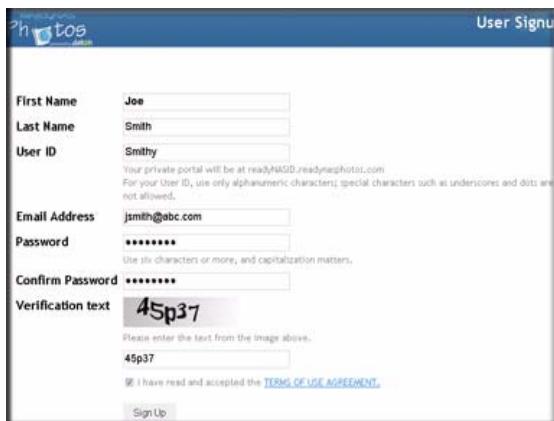 Photos
User Signu
First Name
Joe
Last Name
Smith
User ID
Smithy
Your private portal will be at readyNASID.readynasphotos.com
For your User ID, use only alphanumeric characters; special characters such as underscores and dots are
not allowed.
Email Address
jsmith@abc.com
Password
Use six characters or more, and capitalization matters.
Confirm Password
Verification text
45p37
Please enter the text from the image above.
45p37
I have read and accepted the TERMS OF USE AGREEMENT.
Sign Up